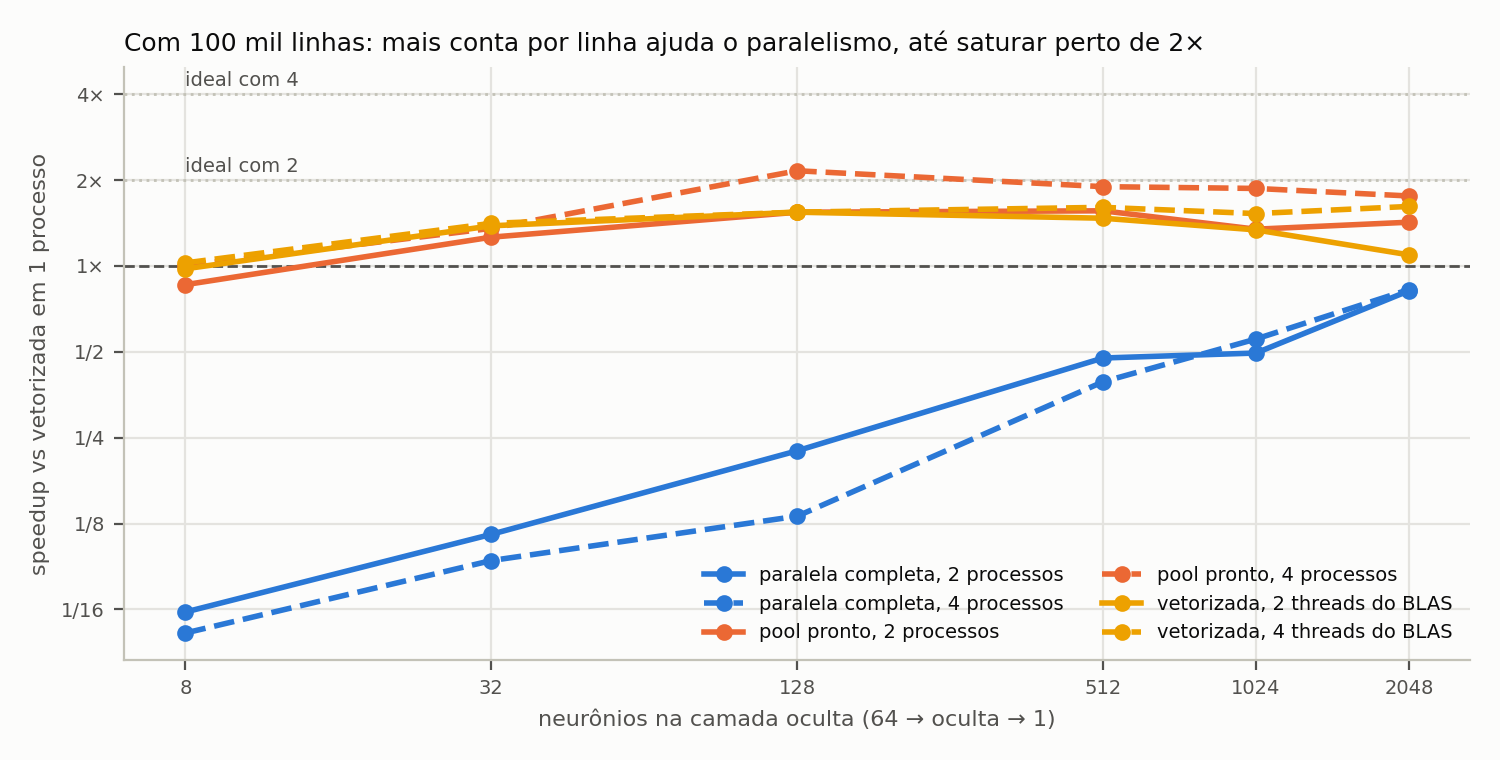 Com 100 mil linhas: mais conta por linha ajuda o paralelismo, até saturar perto de 2×
speedup vs vetorizada em 1 processo
4×
2×
1×
1/2
1/4
1/8
1/16
ideal com 4
ideal com 2
paralela completa, 2 processos
paralela completa, 4 processos
pool pronto, 2 processos
pool pronto, 4 processos
vetorizada, 2 threads do BLAS
vetorizada, 4 threads do BLAS
8
32
128
512
1024
2048
neurônios na camada oculta (64 → oculta → 1)